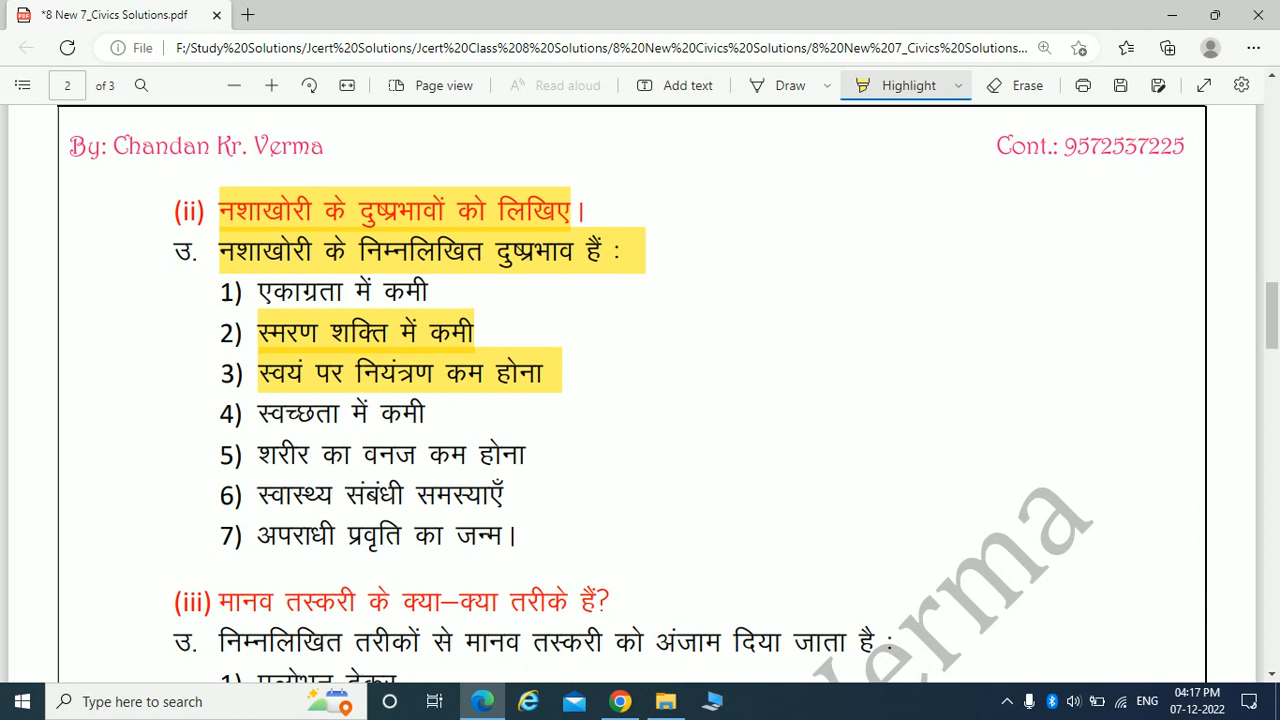 *8 New 7_Civics Solutions.pdf
File F:/Study%20Solutions/Jcert%20Solutions/Jcert%20Class%208%20Solutions/8%20New%20Civics%20Solutions/8%20New%207_Civics%20Solutions...
2 of 3 Page view Read aloud Add text Draw Highlight Erase
By: Chandan Kr. Verma Cont.: 9572537225
(ii) नशाखोरी के दुष्प्रभावों को लिखिए।
उ. नशाखोरी के निम्नलिखित दुष्प्रभाव हैं :
1) एकाग्रता में कमी
2) स्मरण शक्ति में कमी
3) स्वयं पर नियंत्रण कम होना
4) स्वच्छता में कमी
5) शरीर का वनज कम होना
6) स्वास्थ्य संबंधी समस्याएँ
7) अपराधी प्रवृति का जन्म।
(iii) मानव तस्करी के क्या–क्या तरीके हैं?
उ. निम्नलिखित तरीकों से मानव तस्करी को अंजाम दिया जाता है :
1) प्रलोभन देकर
Verma
Type here to search ENG 04:17 PM
07-12-2022